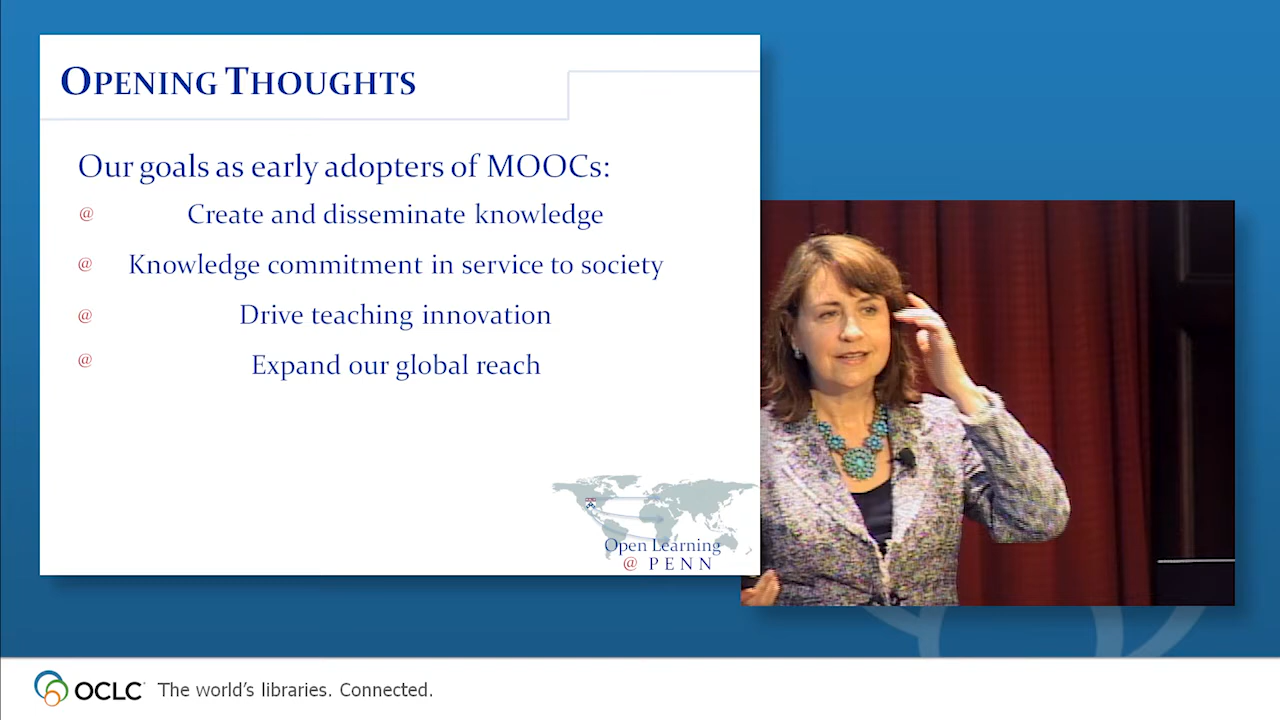 OPENING THOUGHTS
Our goals as early adopters of MOOCs:
@ Create and disseminate knowledge
@ Knowledge commitment in service to society
@ Drive teaching innovation
@ Expand our global reach
Open Learning
@ PENN
OCLC The world's libraries. Connected.